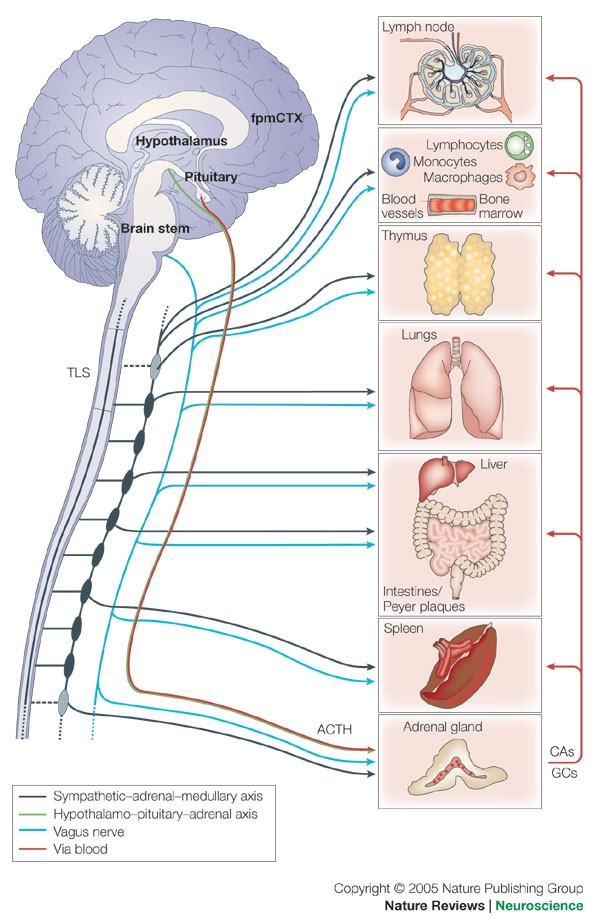 Lymph node
fpmCTX
Hypothalamus
Lymphocytes
Monocytes
Pituitary
Macrophages
Blood
vessels
Bone
marrow
Brain stem
Thymus
Lungs
TLS
Liver
Intestines/
Peyer plaques
Spleen
ACTH
Adrenal gland
CAs
GCs
Sympathetic–adrenal–medullary axis
Hypothalamo–pituitary–adrenal axis
Vagus nerve
Via blood
Copyright © 2005 Nature Publishing Group
Nature Reviews | Neuroscience